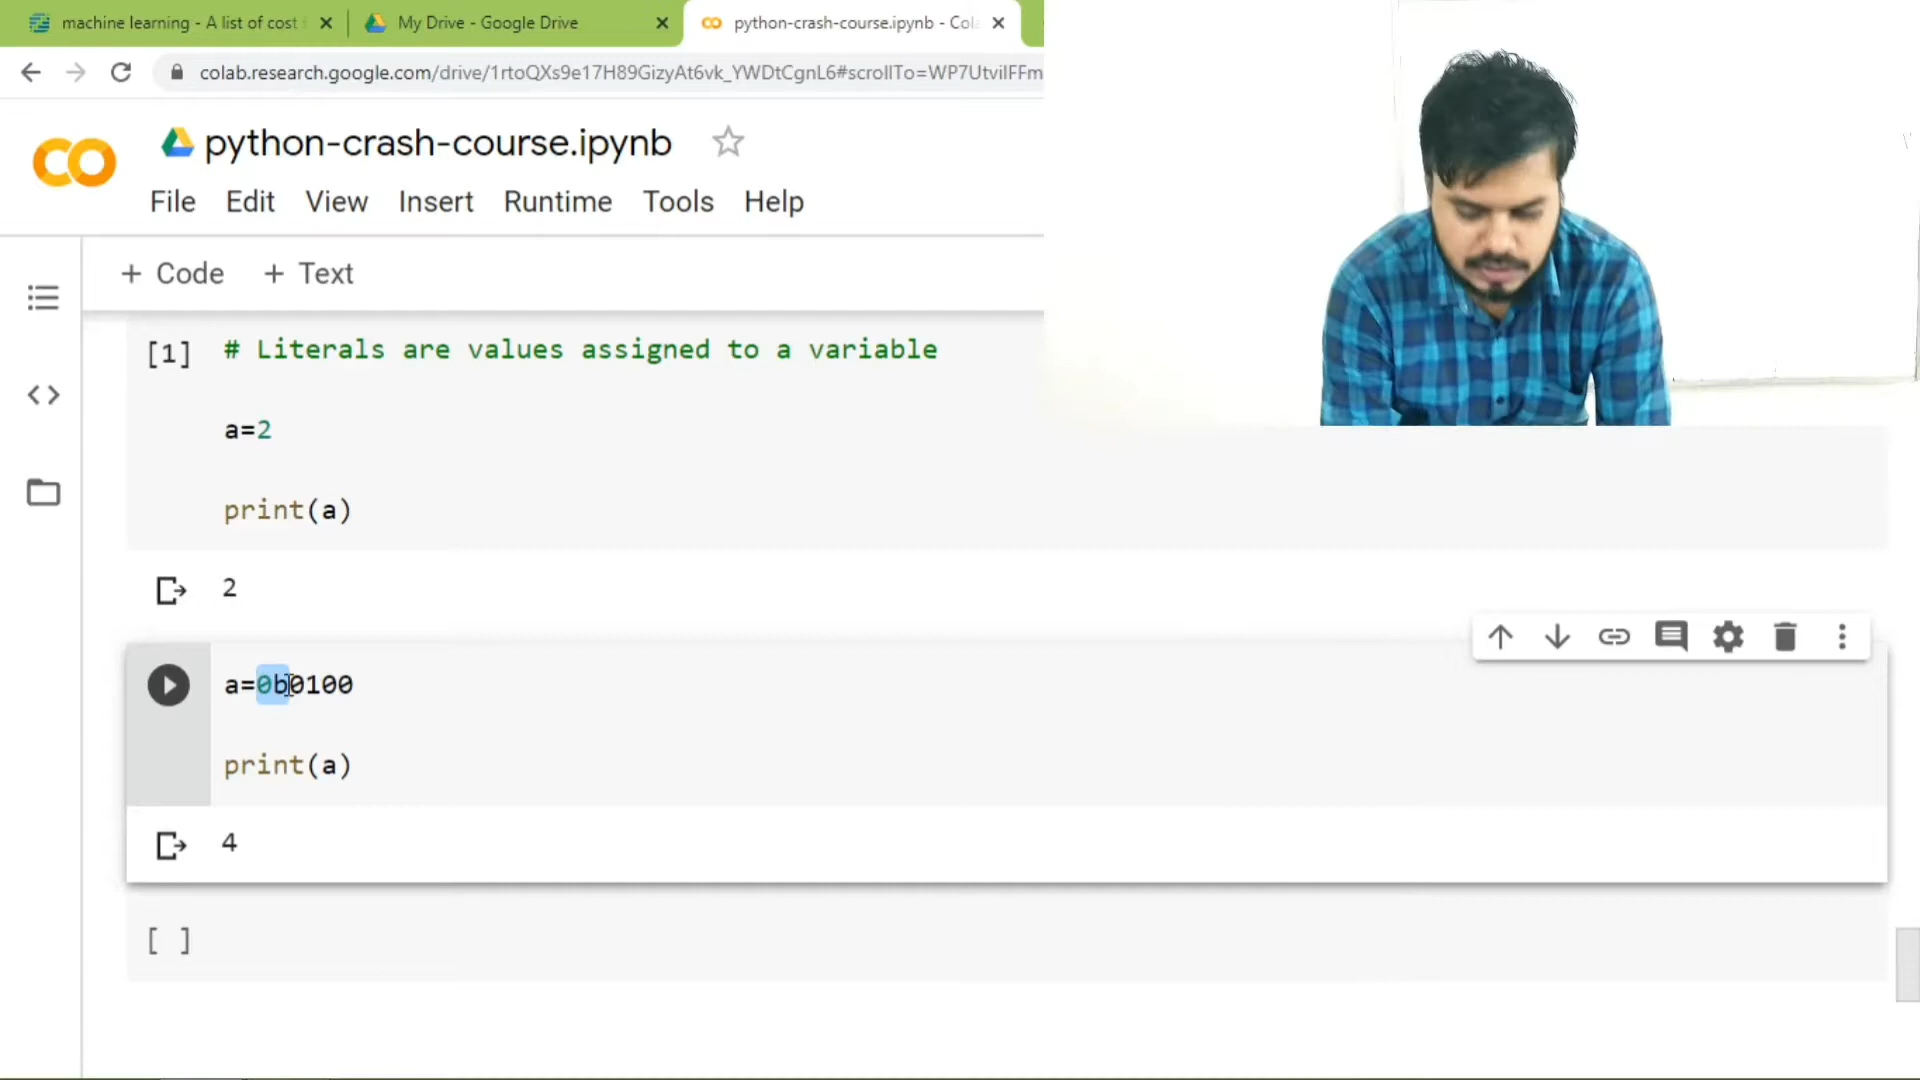 machine learning - A list of cost
My Drive - Google Drive
python-crash-course.ipynb - Col
colab.research.google.com/drive/1rtoQXs9e17H89GizyAt6vk_YWDtCgnL6#scrollTo=WP7UtvilFFm
CO
python-crash-course.ipynb
File Edit View Insert Runtime Tools Help
+ Code + Text
[1] # Literals are values assigned to a variable
a=2
print(a)
2
a=0b0100
print(a)
4
[ ]